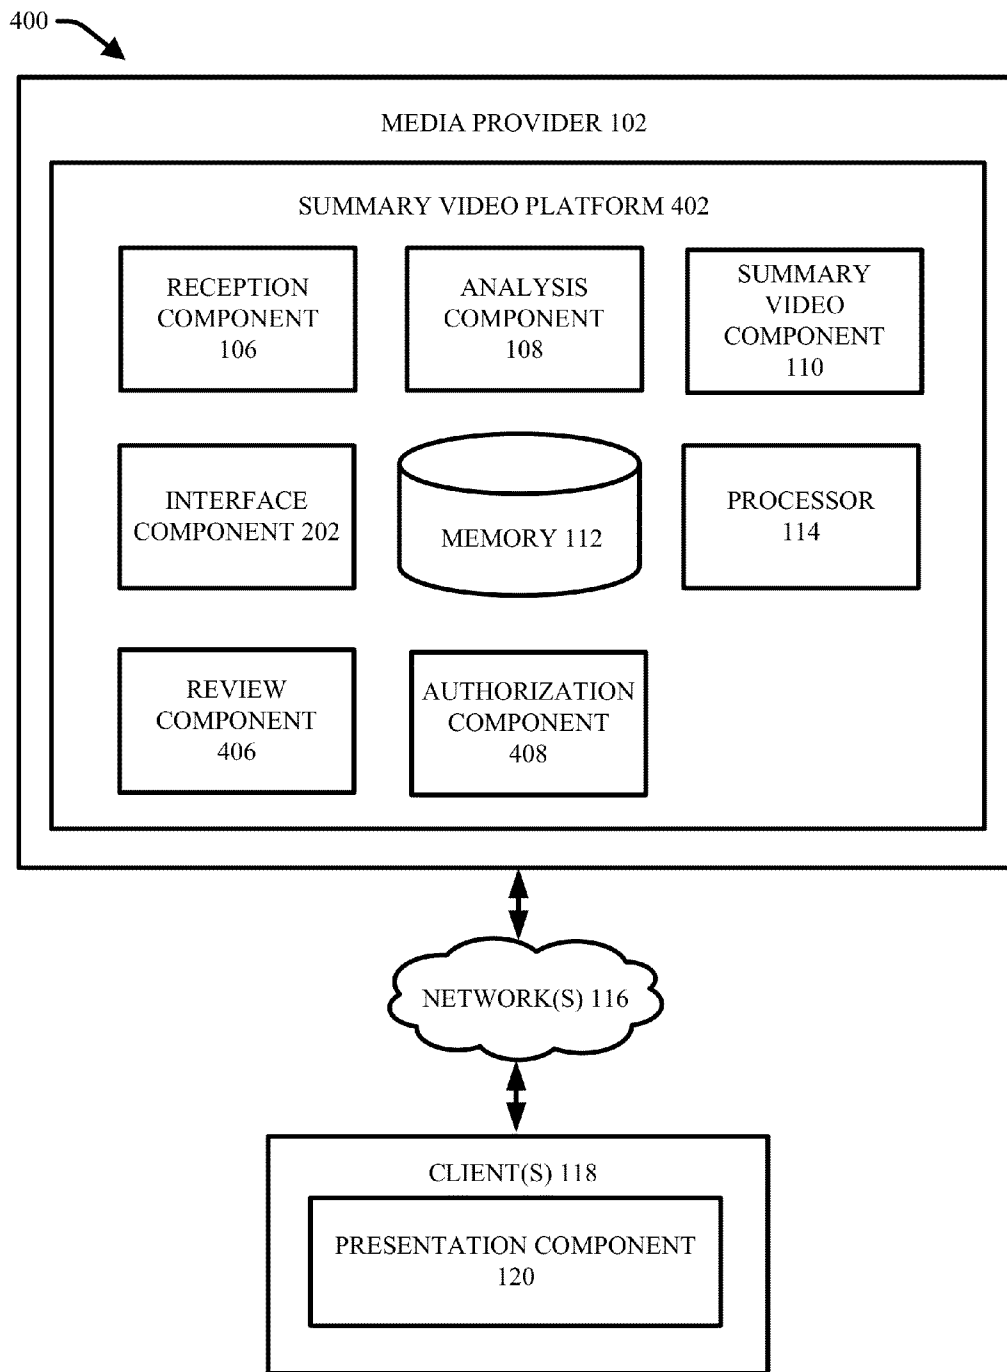 400
MEDIA PROVIDER 102
SUMMARY VIDEO PLATFORM 402
RECEPTION
COMPONENT
106
ANALYSIS
COMPONENT
108
SUMMARY
VIDEO
COMPONENT
110
INTERFACE
COMPONENT 202
MEMORY 112
PROCESSOR
114
REVIEW
COMPONENT
406
AUTHORIZATION
COMPONENT
408
NETWORK(S) 116
CLIENT(S) 118
PRESENTATION COMPONENT
120